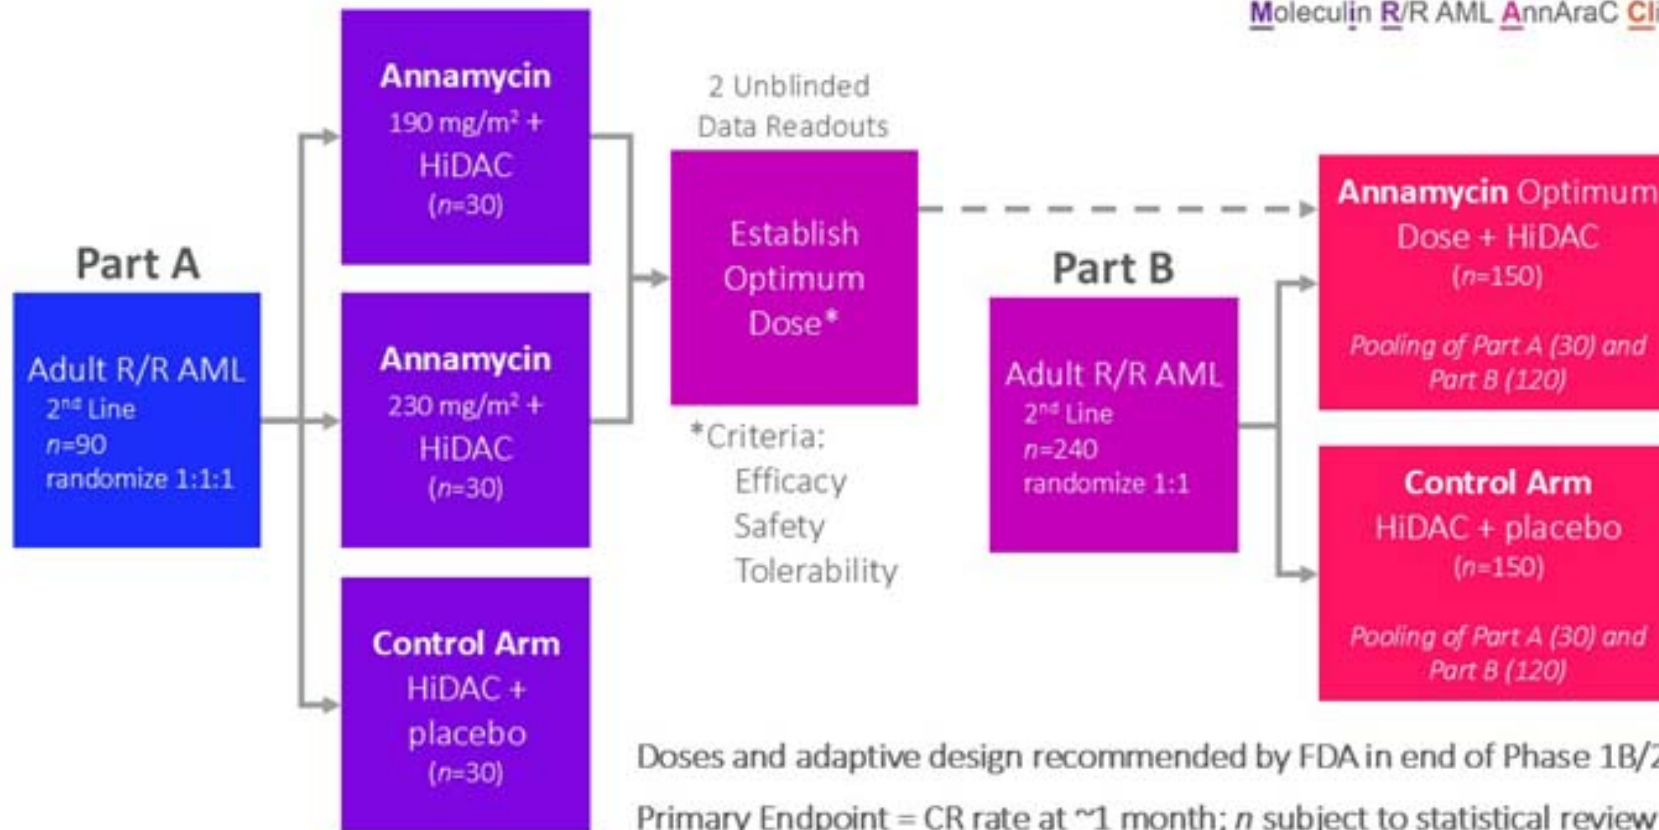 Moleculin R/R AML AnnAraC Cli
Part A
Adult R/R AML
2nd Line
n=90
randomize 1:1:1
Annamycin
190 mg/m² +
HiDAC
(n=30)
Annamycin
230 mg/m² +
HiDAC
(n=30)
Control Arm
HiDAC +
placebo
(n=30)
2 Unblinded
Data Readouts
Establish
Optimum
Dose*
*Criteria:
Efficacy
Safety
Tolerability
Part B
Adult R/R AML
2nd Line
n=240
randomize 1:1
Annamycin Optimum
Dose + HiDAC
(n=150)
Pooling of Part A (30) and
Part B (120)
Control Arm
HiDAC + placebo
(n=150)
Pooling of Part A (30) and
Part B (120)
Doses and adaptive design recommended by FDA in end of Phase 1B/2
Primary Endpoint = CR rate at ~1 month; n subject to statistical review